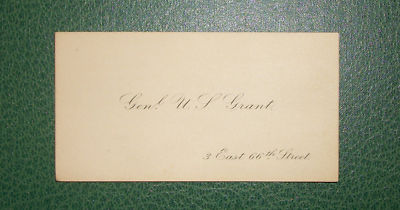 Genl. U. S. Grant.
3 East 66th Street.